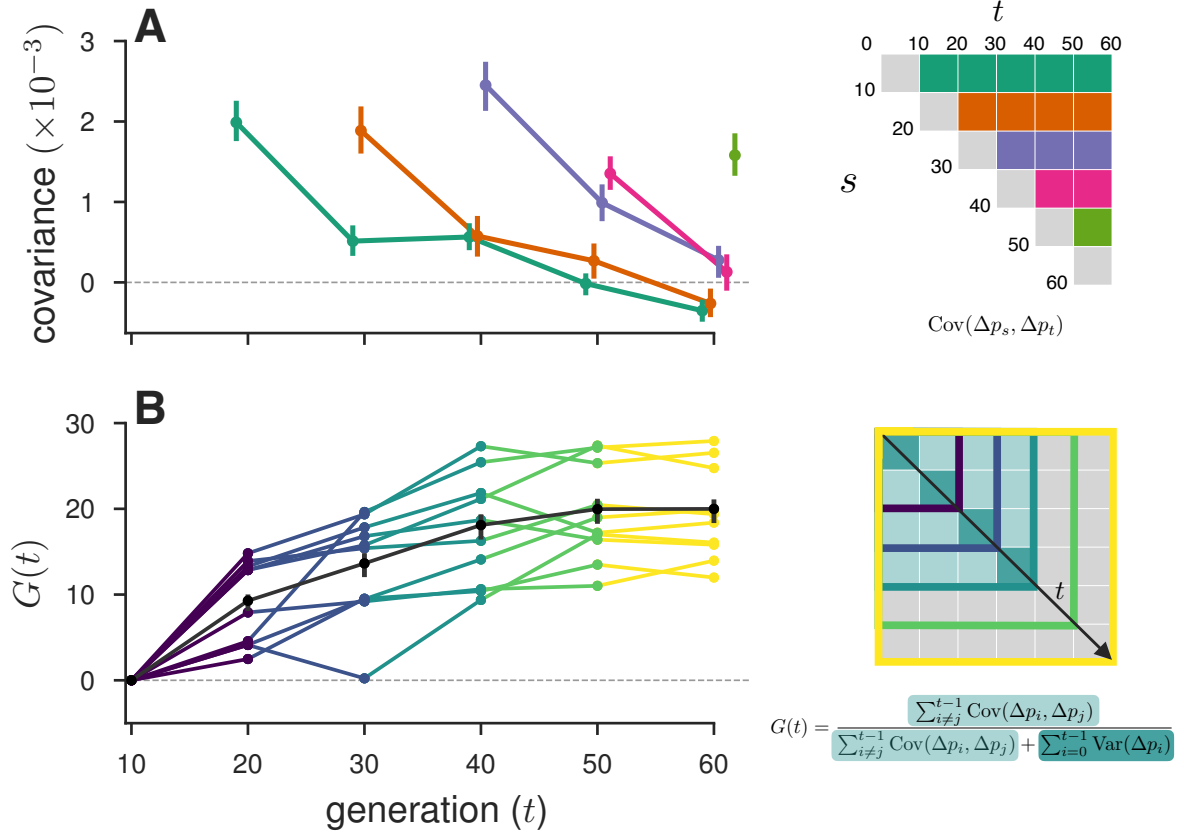 A
t
3
2
1
0
covariance (×10⁻³)
0 10 20 30 40 50 60
10
20
30
40
50
60
s
Cov(Δpₛ, Δpₜ)
B
30
20
10
0
G(t)
10 20 30 40 50 60
generation (t)
t
G(t) = ∑_{i≠j}^{t−1} Cov(Δp_i, Δp_j)
∑_{i≠j}^{t−1} Cov(Δp_i, Δp_j) + ∑_{i=0}^{t−1} Var(Δp_i)